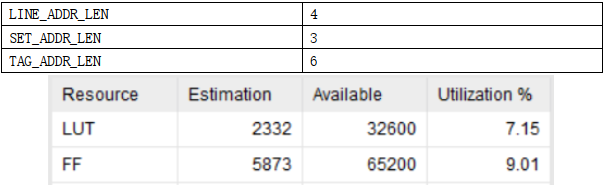 LINE_ADDR_LEN 4
SET_ADDR_LEN 3
TAG_ADDR_LEN 6
Resource Estimation Available Utilization %
LUT 2332 32600 7.15
FF 5873 65200 9.01